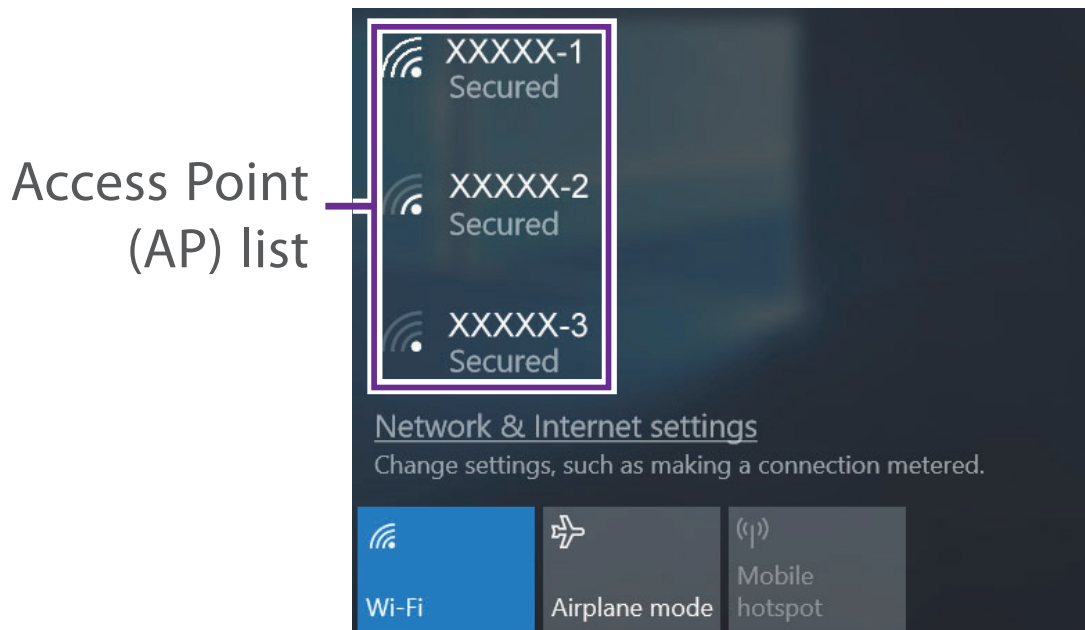 Access Point
(AP) list
XXXXX-1
Secured
XXXXX-2
Secured
XXXXX-3
Secured
Network & Internet settings
Change settings, such as making a connection metered.
Wi-Fi
Airplane mode
Mobile
hotspot